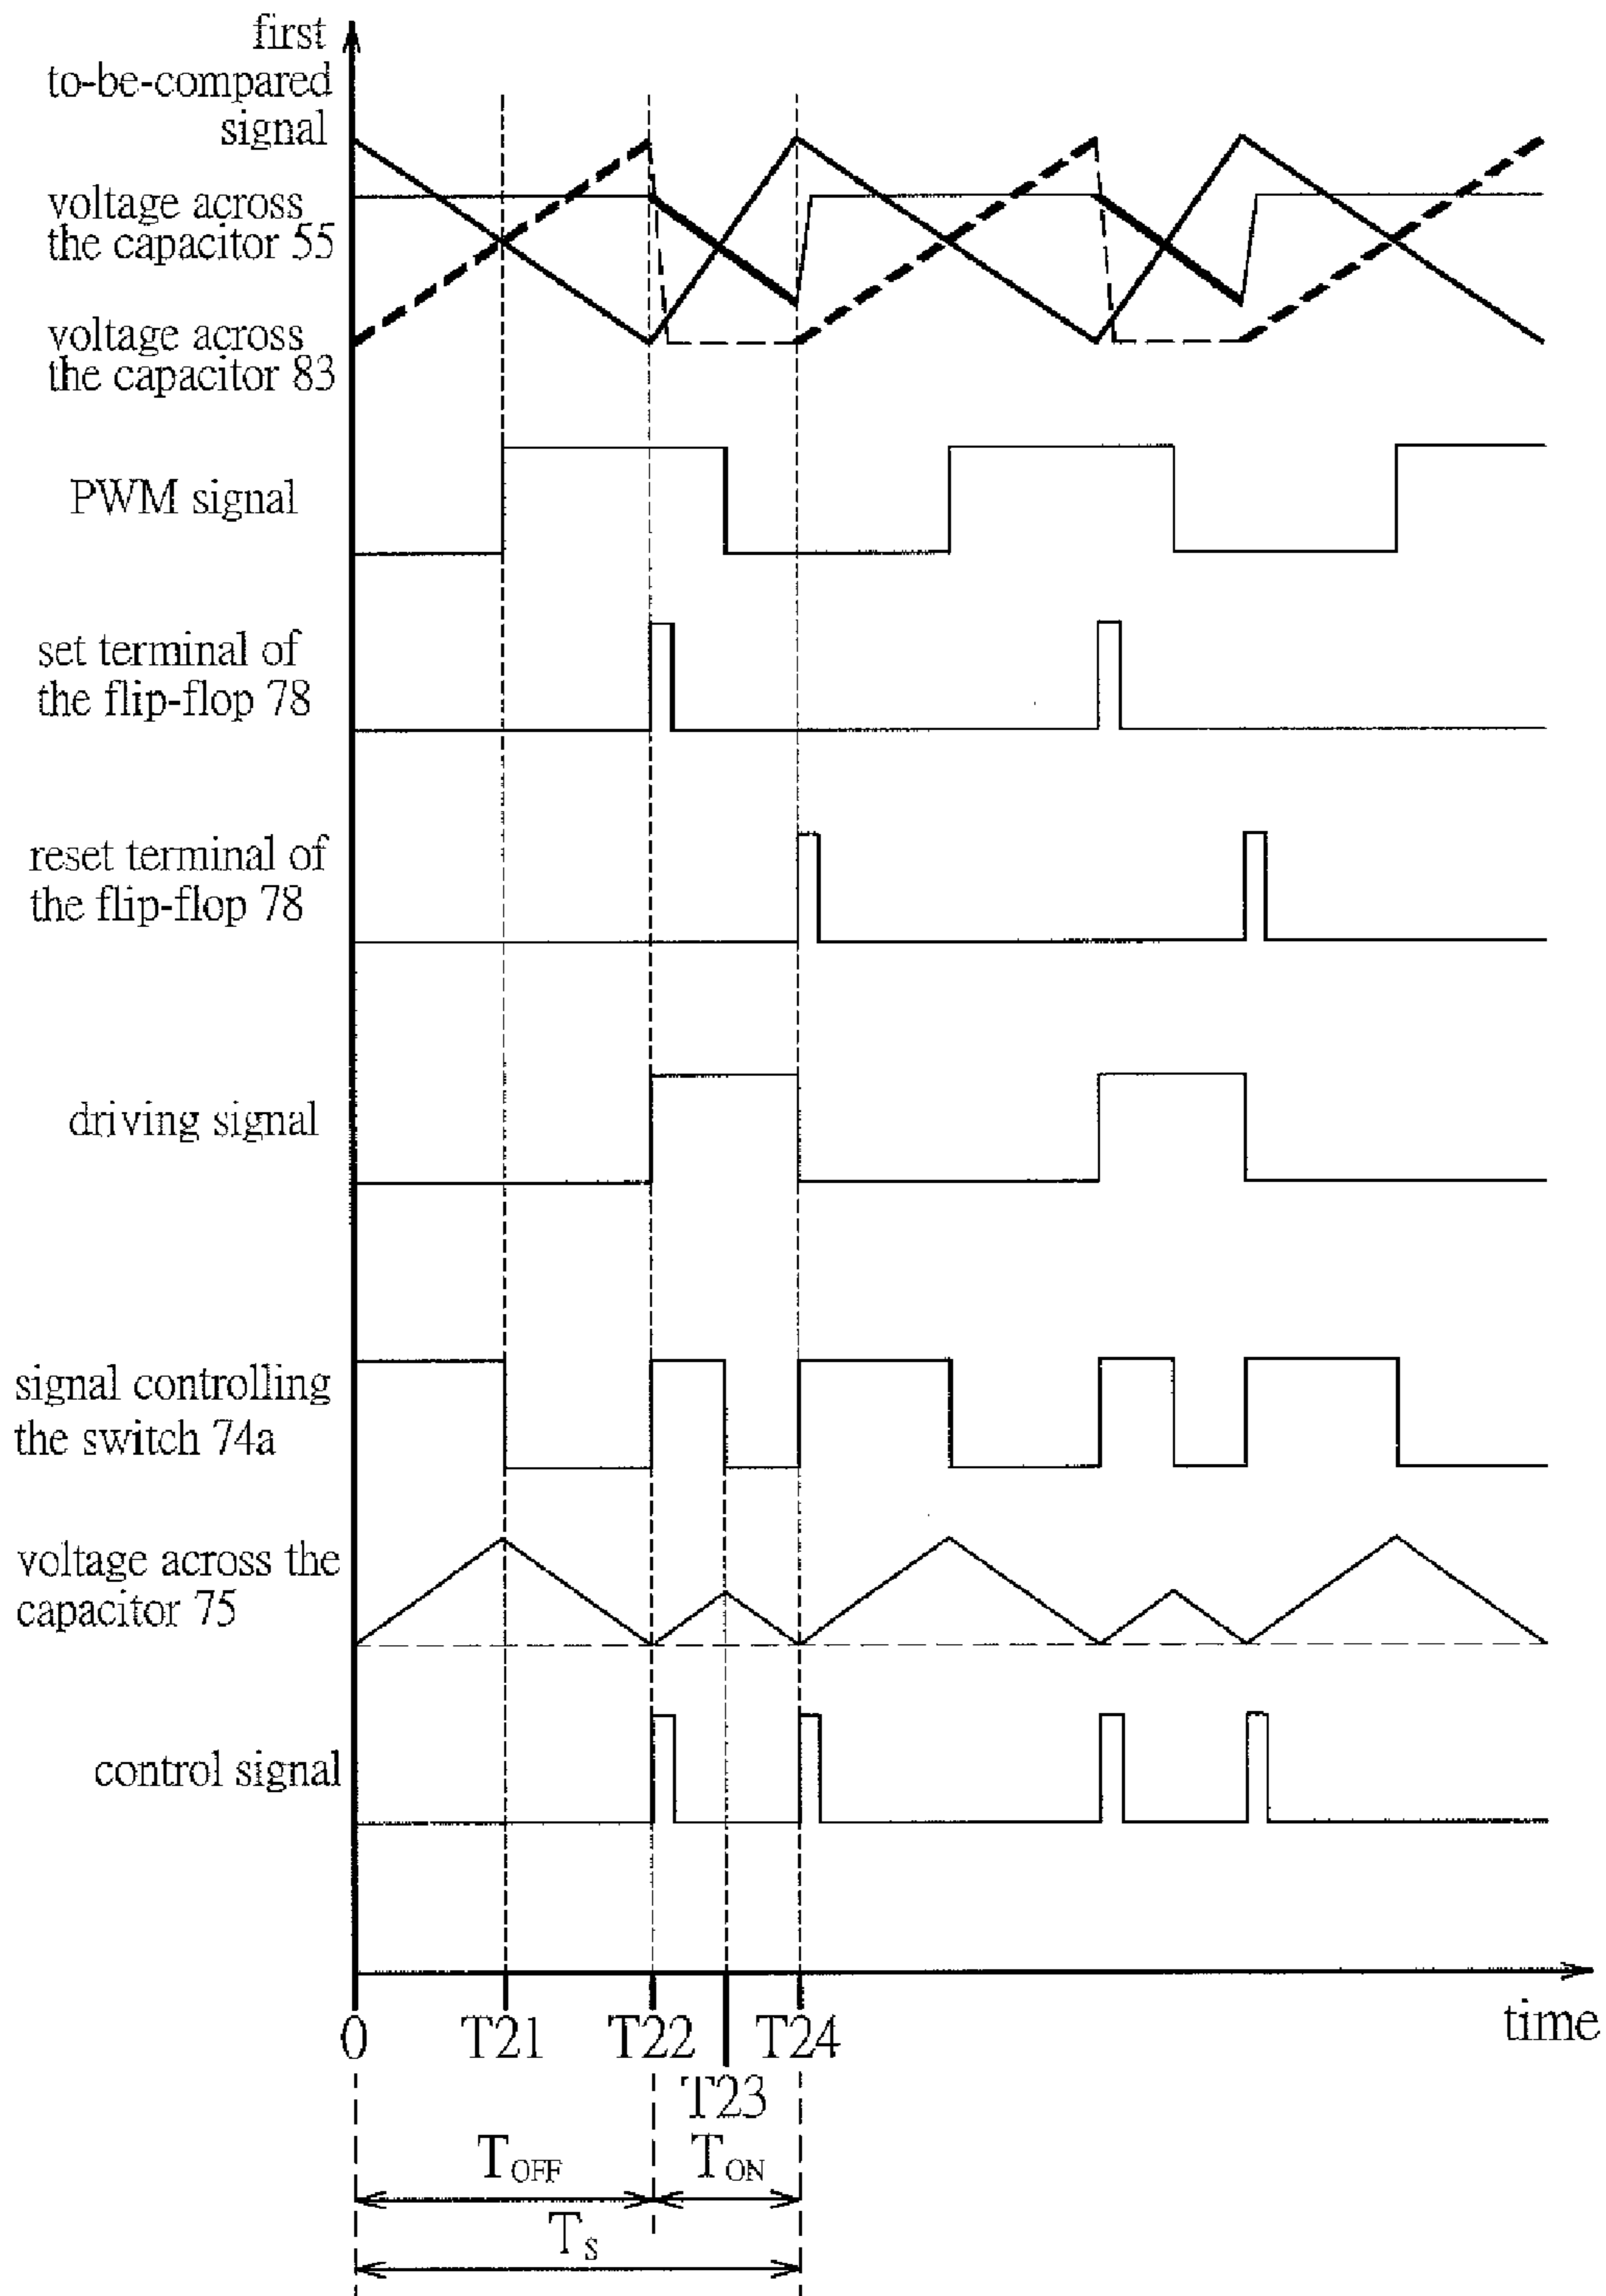 first
to-be-compared
signal
voltage across
the capacitor 55
voltage across
the capacitor 83
PWM signal
set terminal of
the flip-flop 78
reset terminal of
the flip-flop 78
driving signal
signal controlling
the switch 74a
voltage across the
capacitor 75
control signal
time
0 T21 T22 T24
T23
TOFF TON
TS